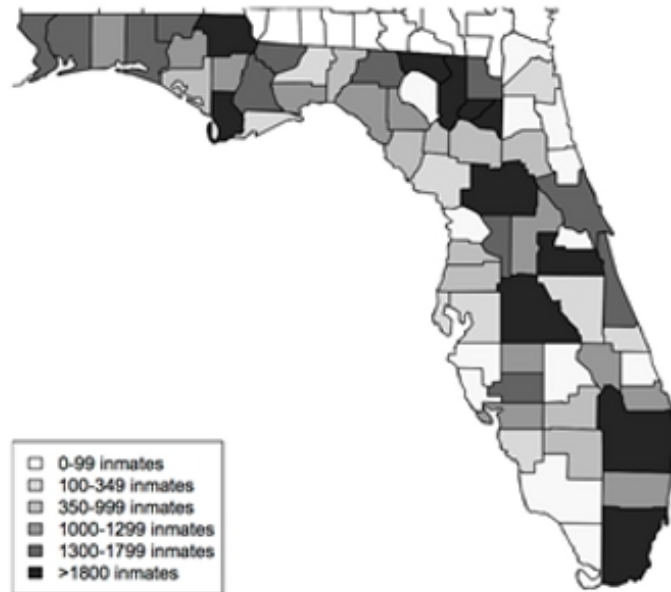 0-99 inmates
100-349 inmates
350-999 inmates
1000-1299 inmates
1300-1799 inmates
>1800 inmates